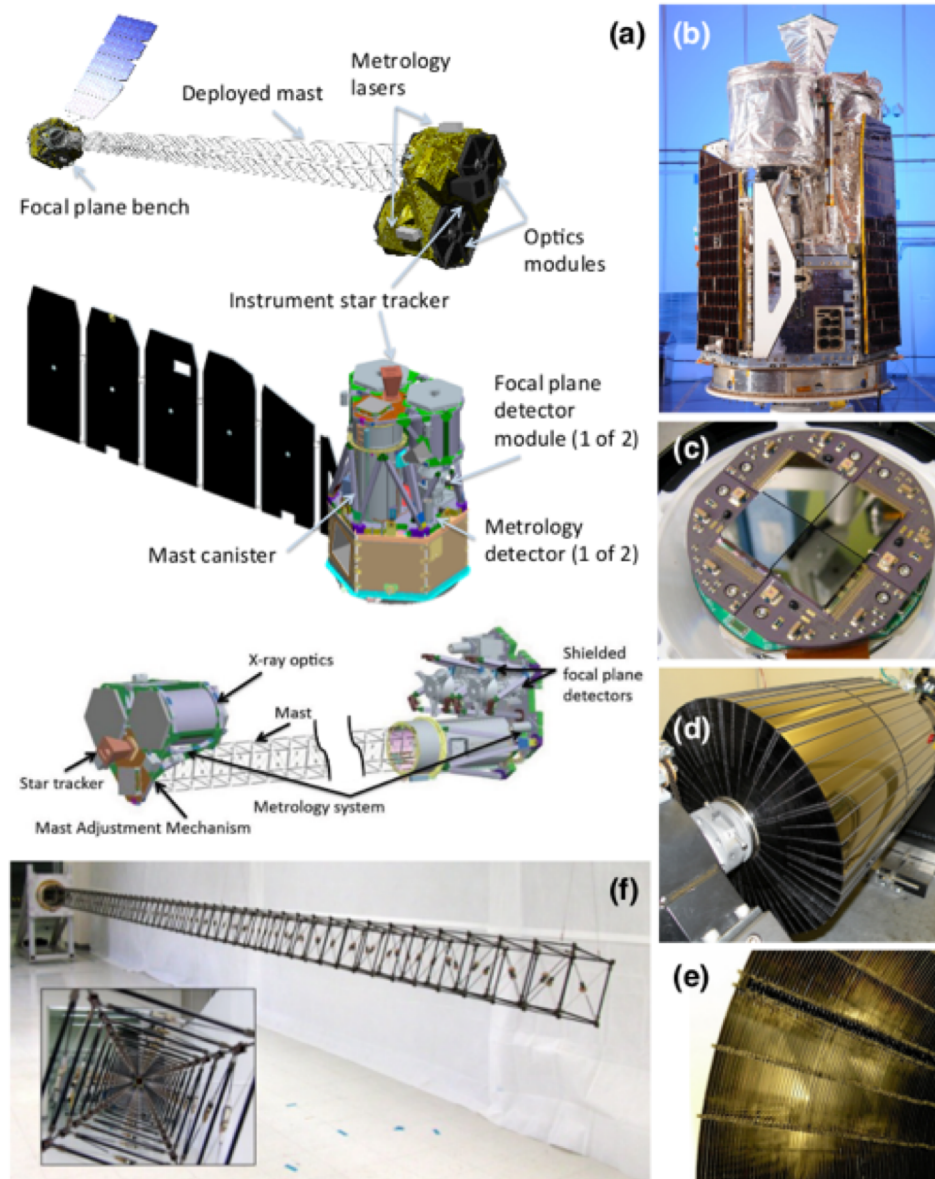 (a)
Metrology
lasers
Deployed mast
Focal plane bench
Optics
modules
Instrument star tracker
Focal plane
detector
module (1 of 2)
Mast canister
Metrology
detector (1 of 2)
X-ray optics
Mast
Shielded
focal plane
detectors
Star tracker
Metrology system
Mast Adjustment Mechanism
(b)
(c)
(d)
(e)
(f)